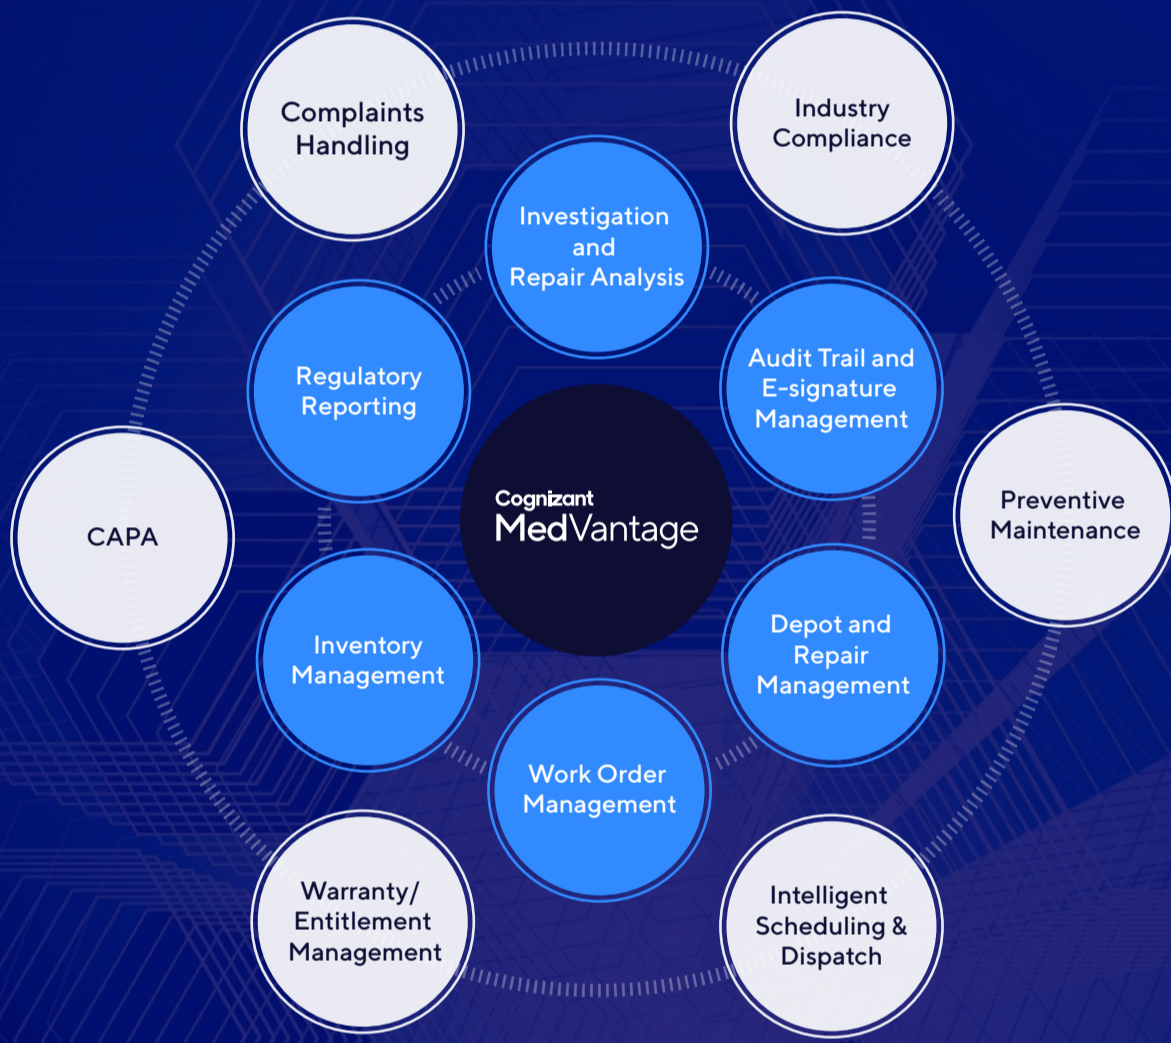 Complaints
Handling
Industry
Compliance
Investigation
and
Repair Analysis
Regulatory
Reporting
Audit Trail and
E-signature
Management
CAPA
Cognizant
MedVantage
Preventive
Maintenance
Inventory
Management
Depot and
Repair
Management
Work Order
Management
Warranty/
Entitlement
Management
Intelligent
Scheduling &
Dispatch